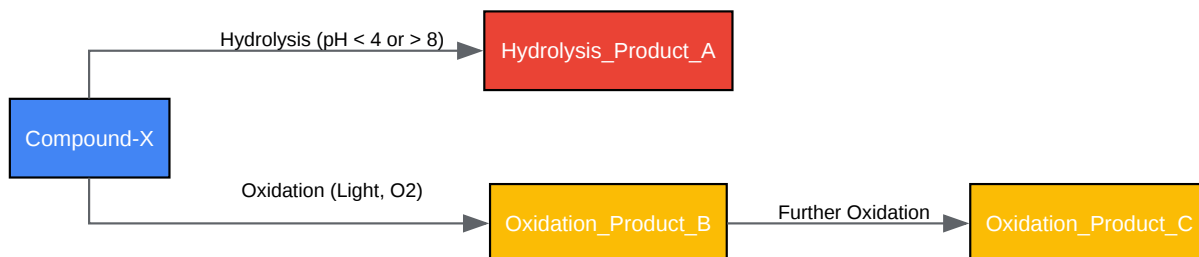 Hydrolysis (pH < 4 or > 8)
Hydrolysis_Product_A
Compound-X
Oxidation (Light, O2)
Oxidation_Product_B
Further Oxidation
Oxidation_Product_C